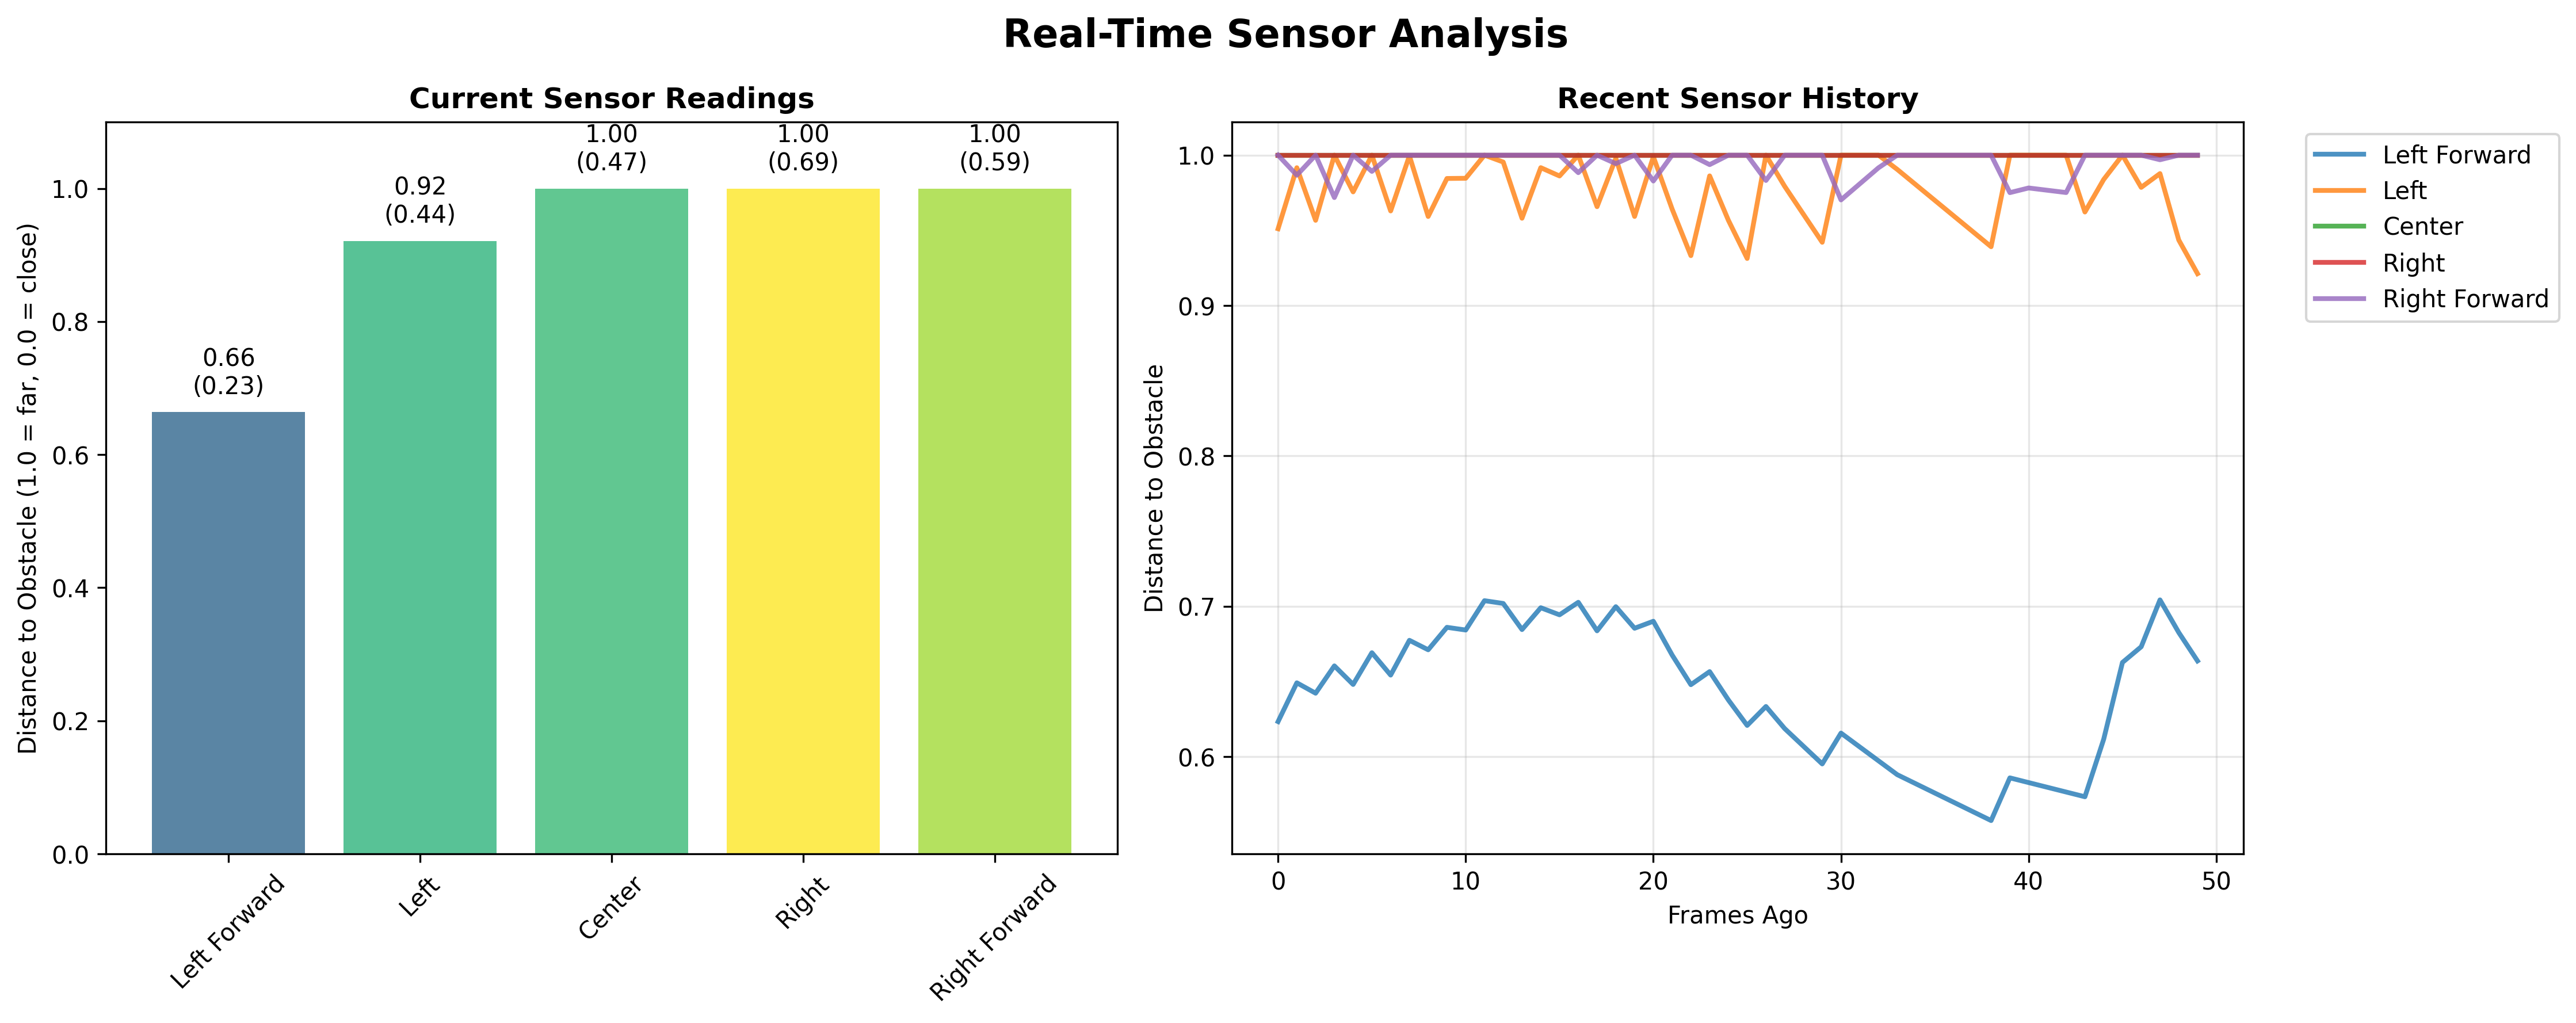 Real-Time Sensor Analysis
Current Sensor Readings
Distance to Obstacle (1.0 = far, 0.0 = close)
1.0
0.8
0.6
0.4
0.2
0.0
0.66
(0.23)
0.92
(0.44)
1.00
(0.47)
1.00
(0.69)
1.00
(0.59)
Left Forward
Left
Center
Right
Right Forward
Recent Sensor History
Distance to Obstacle
1.0
0.9
0.8
0.7
0.6
0
10
20
30
40
50
Frames Ago
Left Forward
Left
Center
Right
Right Forward